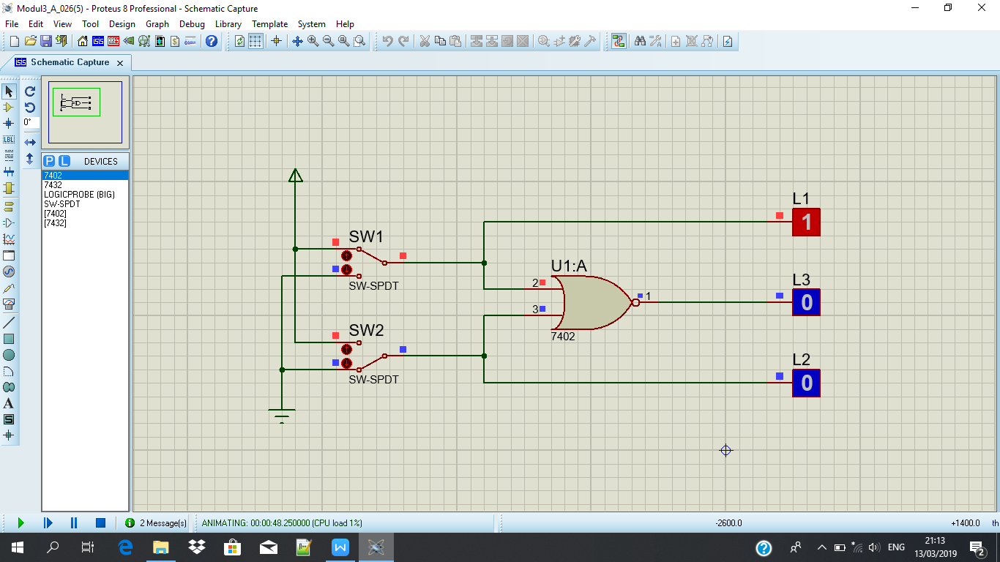 Modul3_A_026(5) - Proteus 8 Professional - Schematic Capture
File Edit View Tool Design Graph Debug Library Template System Help
Schematic Capture
0°
LBL
P L DEVICES
7402
7432
LOGICPROBE (BIG)
SW-SPDT
[7402]
[7432]
A
S
L1
1
SW1
SW-SPDT
U1:A
2
3
1
7402
L3
0
SW2
SW-SPDT
L2
0
2 Message(s)
ANIMATING: 00:00:48.250000 (CPU load 1%)
-2600.0
+1400.0
th
ENG
21:13
13/03/2019
2